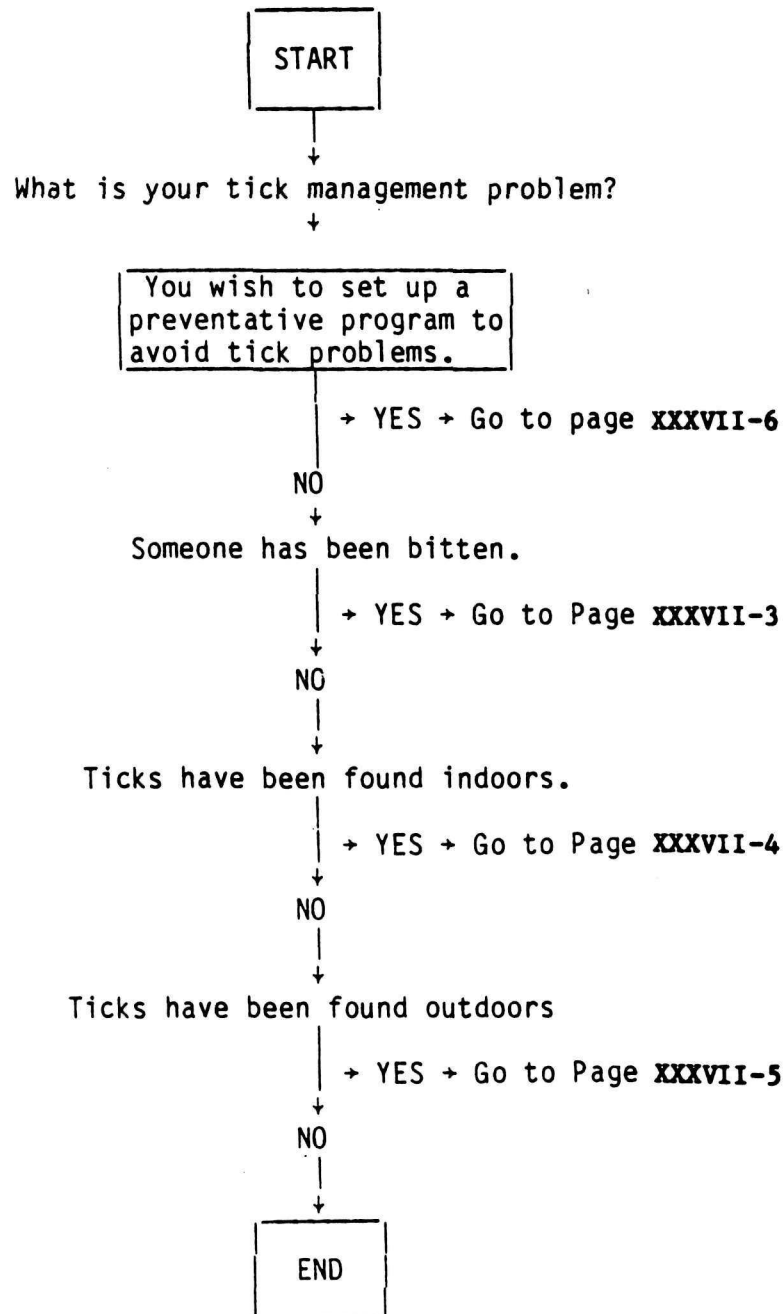 START
What is your tick management problem?
You wish to set up a
preventative program to
avoid tick problems.
→ YES → Go to page XXXVII-6
NO
Someone has been bitten.
→ YES → Go to Page XXXVII-3
NO
Ticks have been found indoors.
→ YES → Go to Page XXXVII-4
NO
Ticks have been found outdoors
→ YES → Go to Page XXXVII-5
NO
END